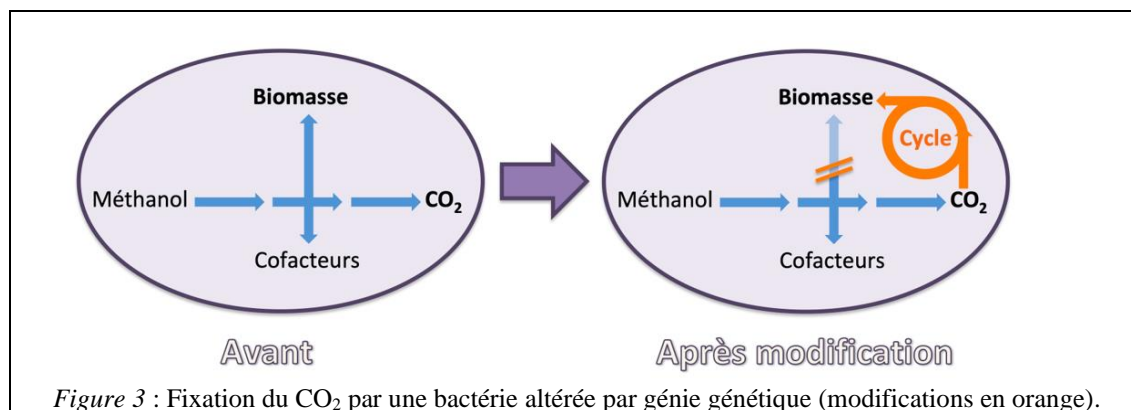 Biomasse
Méthanol
CO₂
Cofacteurs
Avant
Biomasse
Cycle
Méthanol
CO₂
Cofacteurs
Après modification
Figure 3 : Fixation du CO₂ par une bactérie altérée par génie génétique (modifications en orange).